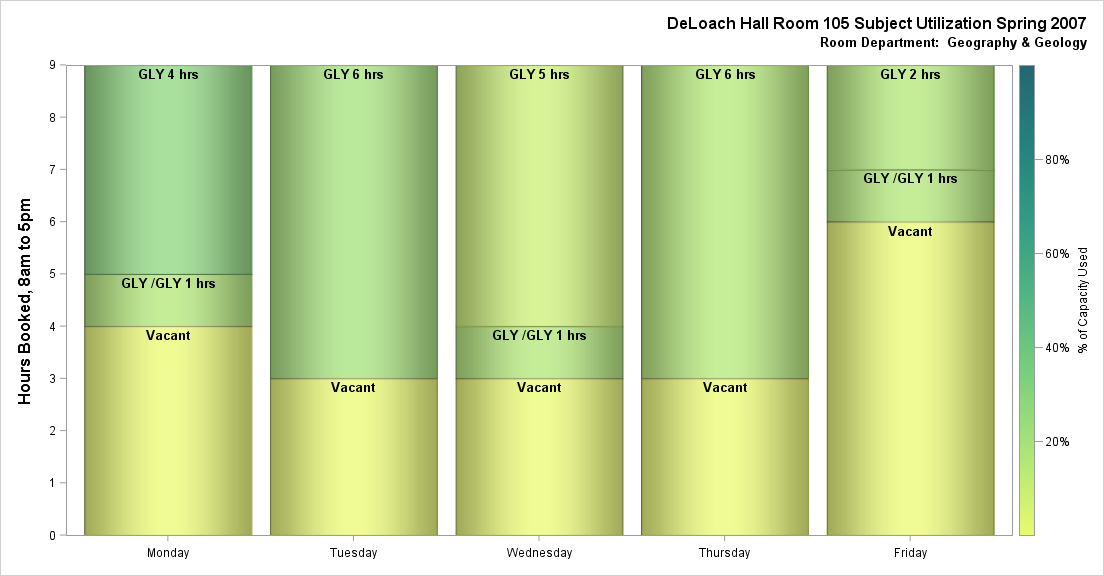 DeLoach Hall Room 105 Subject Utilization Spring 2007
Room Department: Geography & Geology
Hours Booked, 8am to 5pm
9
8
7
6
5
4
3
2
1
0
GLY 4 hrs
GLY /GLY 1 hrs
Vacant
GLY 6 hrs
Vacant
GLY 5 hrs
GLY /GLY 1 hrs
Vacant
GLY 6 hrs
Vacant
GLY 2 hrs
GLY /GLY 1 hrs
Vacant
Monday
Tuesday
Wednesday
Thursday
Friday
80%
60%
40%
20%
% of Capacity Used